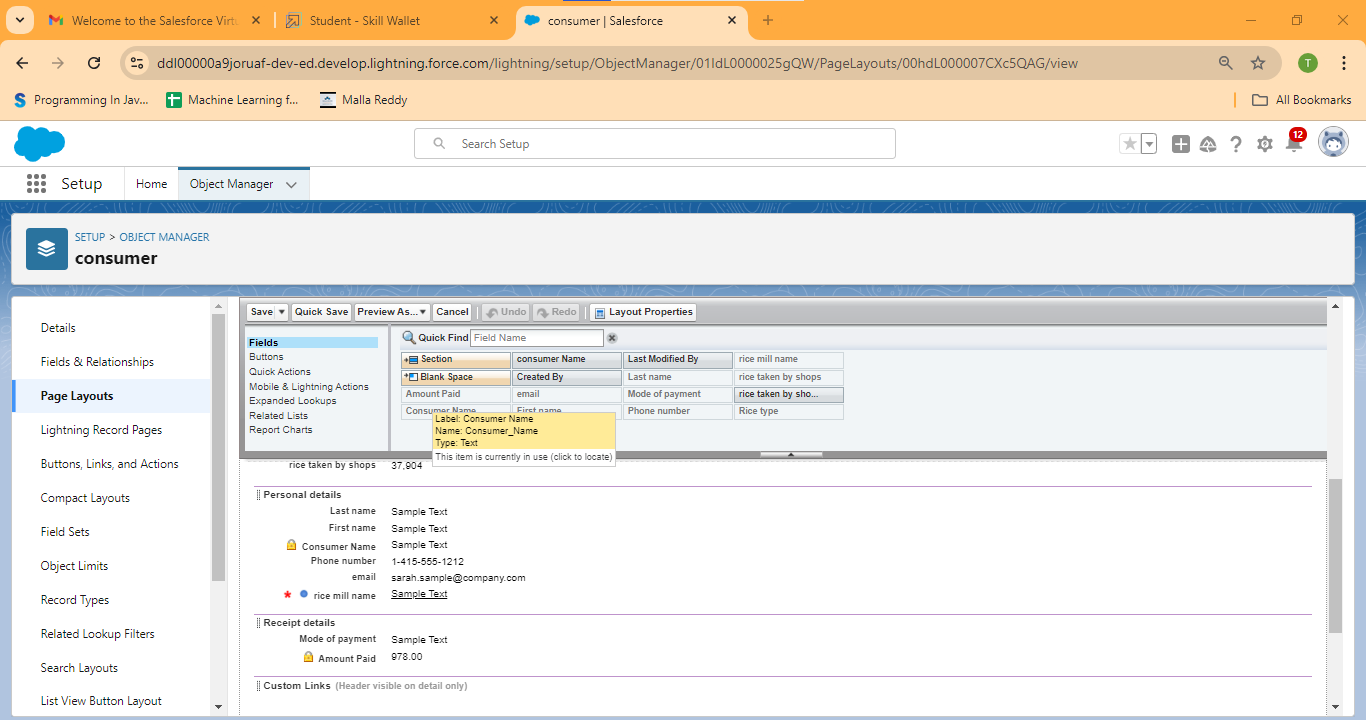 Welcome to the Salesforce Virtu
Student - Skill Wallet
consumer | Salesforce
ddl00000a9joruaf-dev-ed.develop.lightning.force.com/lightning/setup/ObjectManager/01IdL0000025gQW/PageLayouts/00hdL000007CXc5QAG/view
T
Programming In Jav...
Machine Learning f...
Malla Reddy
All Bookmarks
Search Setup
12
Setup
Home
Object Manager
SETUP > OBJECT MANAGER
consumer
Details
Fields & Relationships
Page Layouts
Lightning Record Pages
Buttons, Links, and Actions
Compact Layouts
Field Sets
Object Limits
Record Types
Related Lookup Filters
Search Layouts
List View Button Layout
Save
Quick Save
Preview As...
Cancel
Undo
Redo
Layout Properties
Fields
Buttons
Quick Actions
Mobile & Lightning Actions
Expanded Lookups
Related Lists
Report Charts
Quick Find Field Name
Section consumer Name Last Modified By rice mill name
Blank Space Created By Last name rice taken by shops
Amount Paid email Mode of payment rice taken by sho...
Consumer Name First name Phone number Rice type
Label: Consumer Name
Name: Consumer_Name
Type: Text
This item is currently in use (click to locate)
rice taken by shops 37,904
Personal details
Last name Sample Text
First name Sample Text
Consumer Name Sample Text
Phone number 1-415-555-1212
email sarah.sample@company.com
* rice mill name Sample Text
Receipt details
Mode of payment Sample Text
Amount Paid 978.00
Custom Links (Header visible on detail only)